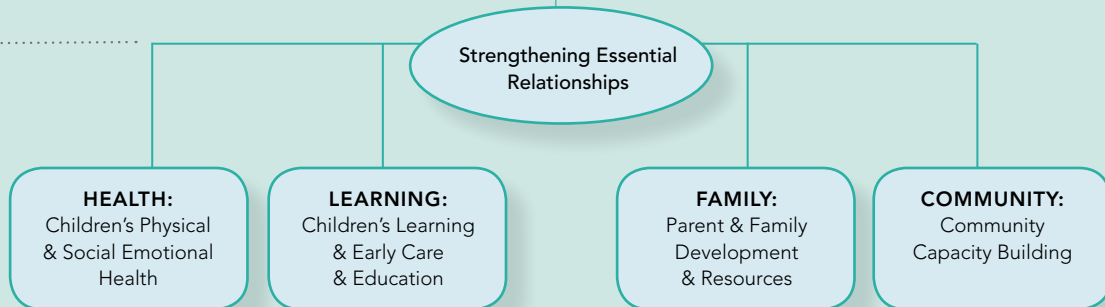 Strengthening Essential
Relationships
HEALTH:
Children’s Physical
& Social Emotional
Health
LEARNING:
Children’s Learning
& Early Care
& Education
FAMILY:
Parent & Family
Development
& Resources
COMMUNITY:
Community
Capacity Building